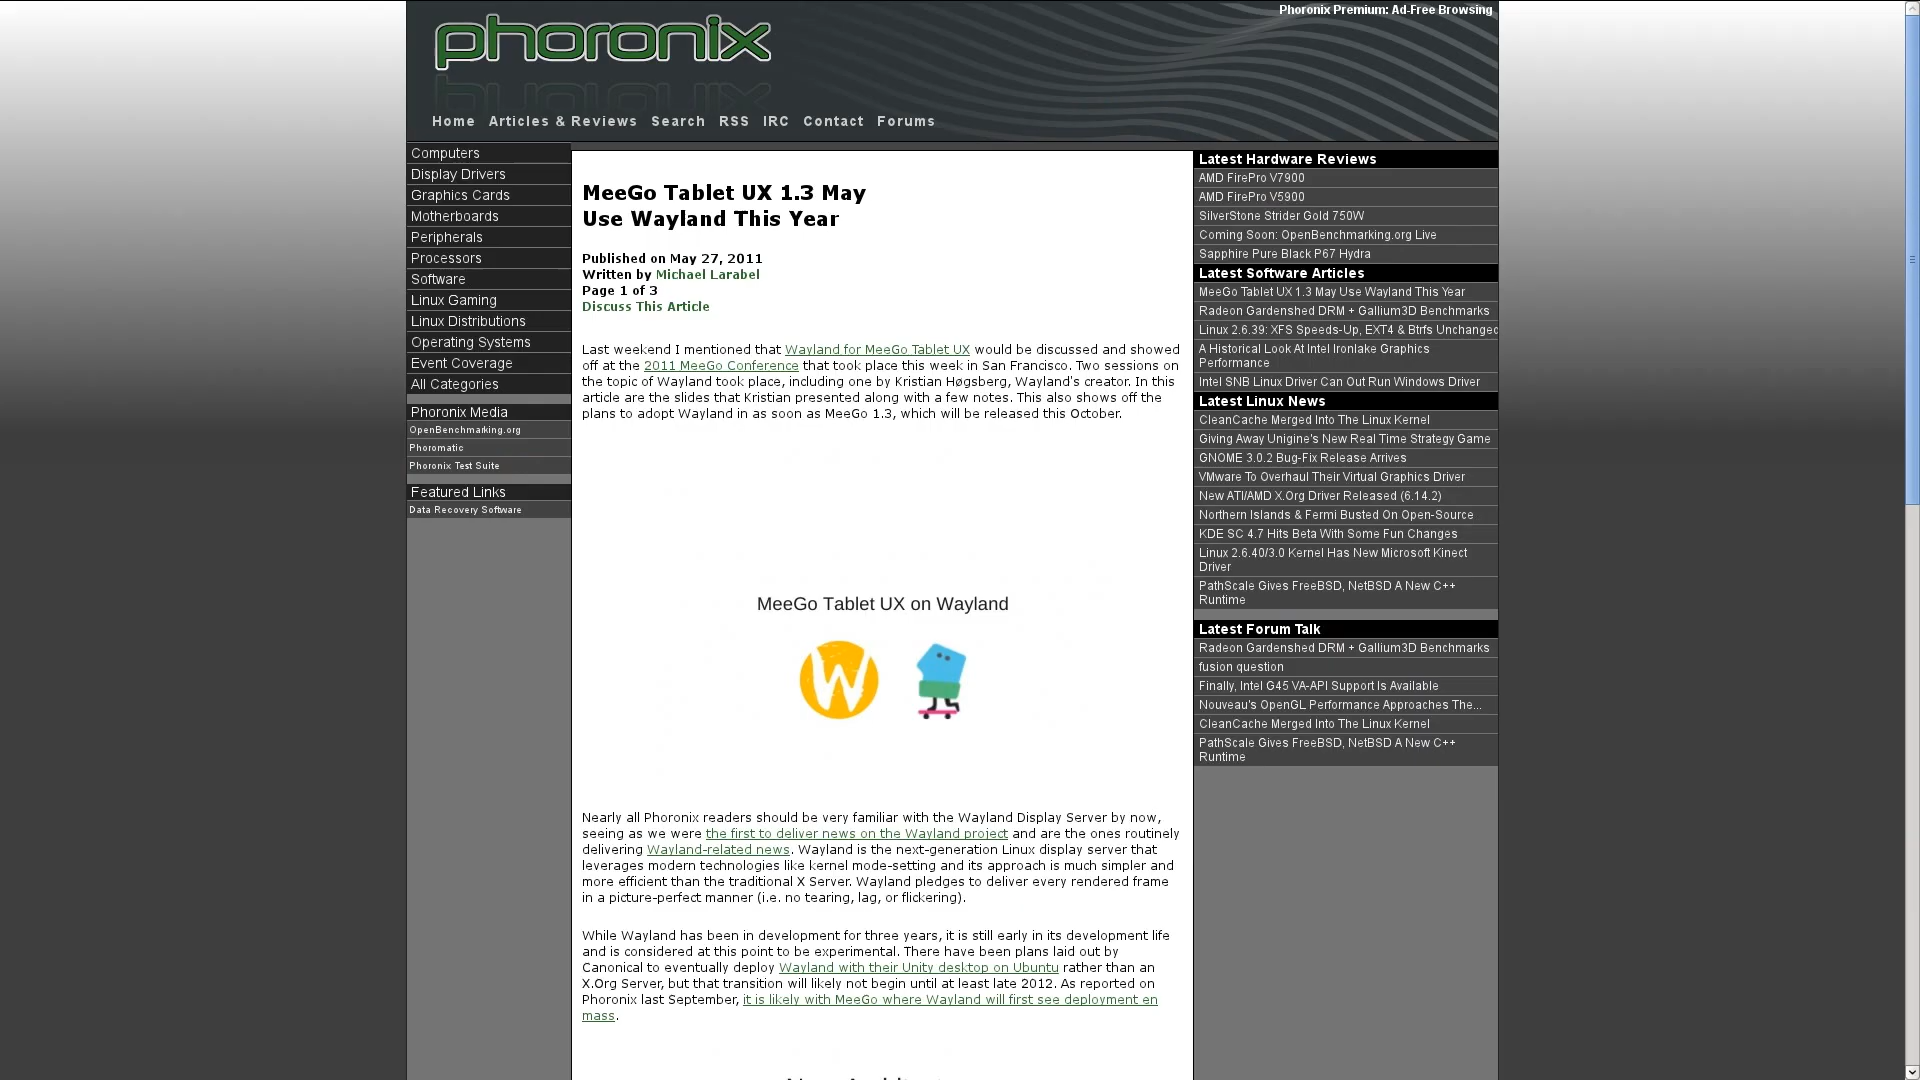 Phoronix Premium: Ad-Free Browsing
phoronix
Home Articles & Reviews Search RSS IRC Contact Forums
Computers
Display Drivers
Graphics Cards
Motherboards
Peripherals
Processors
Software
Linux Gaming
Linux Distributions
Operating Systems
Event Coverage
All Categories
Phoronix Media
OpenBenchmarking.org
Phoromatic
Phoronix Test Suite
Featured Links
Data Recovery Software
MeeGo Tablet UX 1.3 May
Use Wayland This Year
Published on May 27, 2011
Written by Michael Larabel
Page 1 of 3
Discuss This Article
Last weekend I mentioned that Wayland for MeeGo Tablet UX would be discussed and showed
off at the 2011 MeeGo Conference that took place this week in San Francisco. Two sessions on
the topic of Wayland took place, including one by Kristian Høgsberg, Wayland's creator. In this
article are the slides that Kristian presented along with a few notes. This also shows off the
plans to adopt Wayland in as soon as MeeGo 1.3, which will be released this October.
MeeGo Tablet UX on Wayland
W
Nearly all Phoronix readers should be very familiar with the Wayland Display Server by now,
seeing as we were the first to deliver news on the Wayland project and are the ones routinely
delivering Wayland-related news. Wayland is the next-generation Linux display server that
leverages modern technologies like kernel mode-setting and its approach is much simpler and
more efficient than the traditional X Server. Wayland pledges to deliver every rendered frame
in a picture-perfect manner (i.e. no tearing, lag, or flickering).
While Wayland has been in development for three years, it is still early in its development life
and is considered at this point to be experimental. There have been plans laid out by
Canonical to eventually deploy Wayland with their Unity desktop on Ubuntu rather than an
X.Org Server, but that transition will likely not begin until at least late 2012. As reported on
Phoronix last September, it is likely with MeeGo where Wayland will first see deployment en
mass.
Latest Hardware Reviews
AMD FirePro V7900
AMD FirePro V5900
SilverStone Strider Gold 750W
Coming Soon: OpenBenchmarking.org Live
Sapphire Pure Black P67 Hydra
Latest Software Articles
MeeGo Tablet UX 1.3 May Use Wayland This Year
Radeon Gardenshed DRM + Gallium3D Benchmarks
Linux 2.6.39: XFS Speeds-Up, EXT4 & Btrfs Unchanged
A Historical Look At Intel Ironlake Graphics
Performance
Intel SNB Linux Driver Can Out Run Windows Driver
Latest Linux News
CleanCache Merged Into The Linux Kernel
Giving Away Unigine's New Real Time Strategy Game
GNOME 3.0.2 Bug-Fix Release Arrives
VMware To Overhaul Their Virtual Graphics Driver
New ATI/AMD X.Org Driver Released (6.14.2)
Northern Islands & Fermi Busted On Open-Source
KDE SC 4.7 Hits Beta With Some Fun Changes
Linux 2.6.40/3.0 Kernel Has New Microsoft Kinect
Driver
PathScale Gives FreeBSD, NetBSD A New C++
Runtime
Latest Forum Talk
Radeon Gardenshed DRM + Gallium3D Benchmarks
fusion question
Finally, Intel G45 VA-API Support Is Available
Nouveau's OpenGL Performance Approaches The...
CleanCache Merged Into The Linux Kernel
PathScale Gives FreeBSD, NetBSD A New C++
Runtime